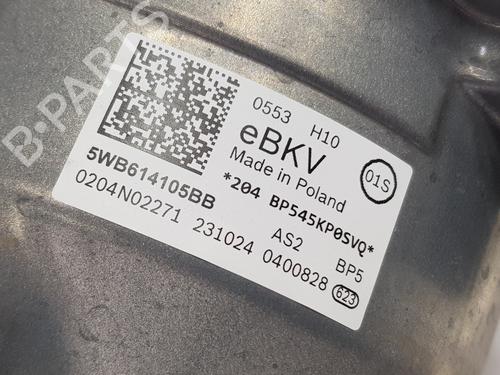 0553 H10
eBKV
Made in Poland
01S
5WB614105BB
*204 BP545KP0SVQ*
0204N02271
AS2 BP5
231024 0400828 623
B-PARTS